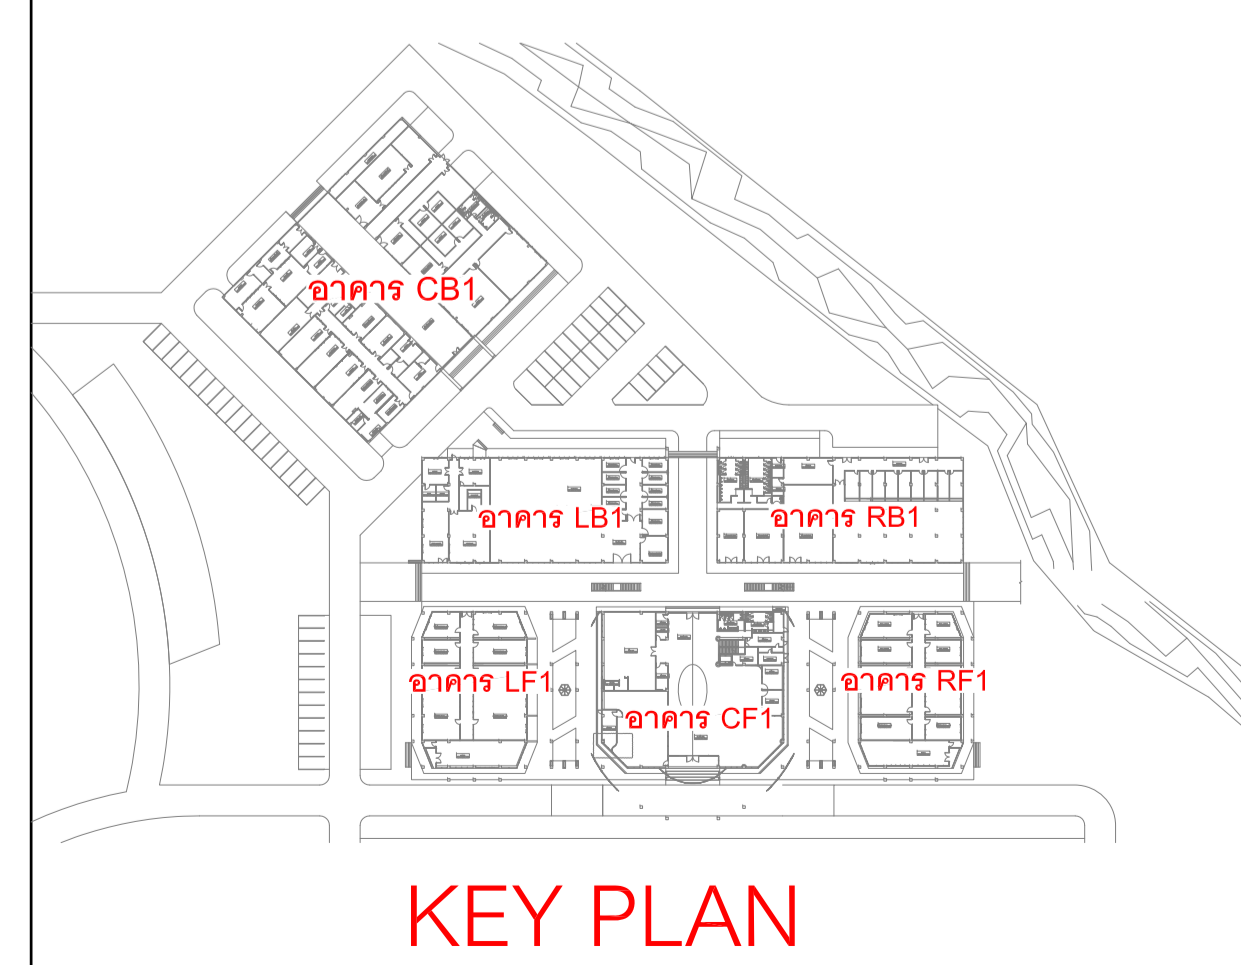 อาคาร CB1
อาคาร LB1
อาคาร RB1
อาคาร LF1
อาคาร RF1
อาคาร CF1
KEY PLAN